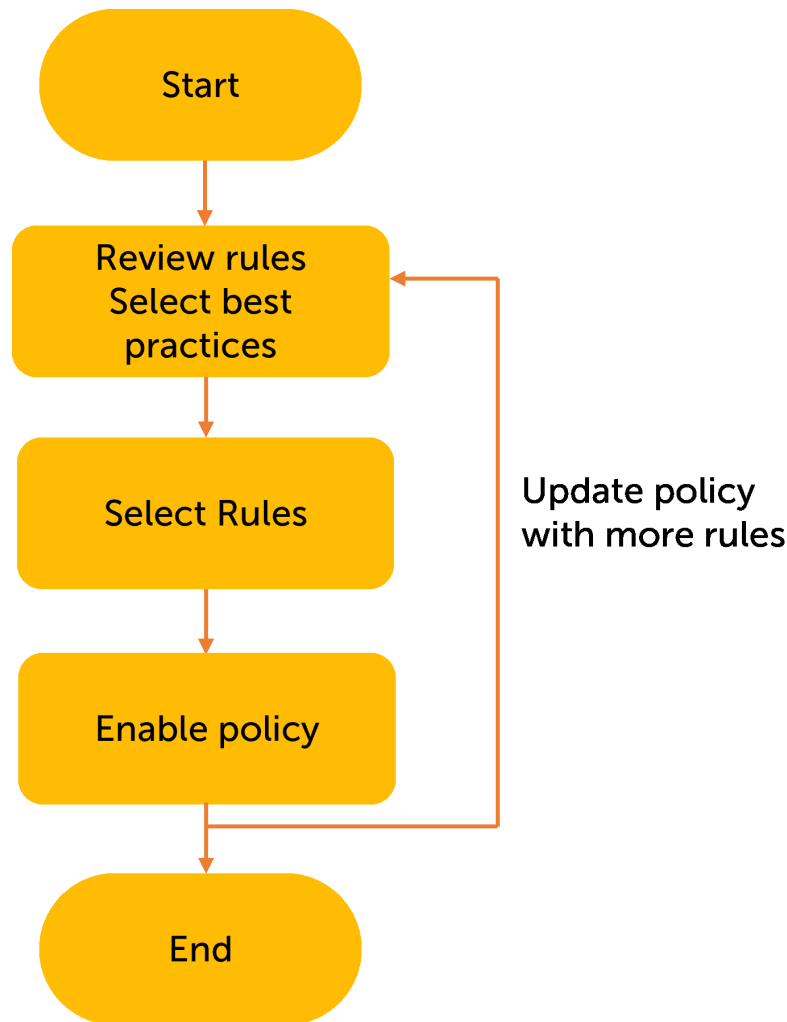 Start
Review rules
Select best
practices
Select Rules
Update policy
with more rules
Enable policy
End